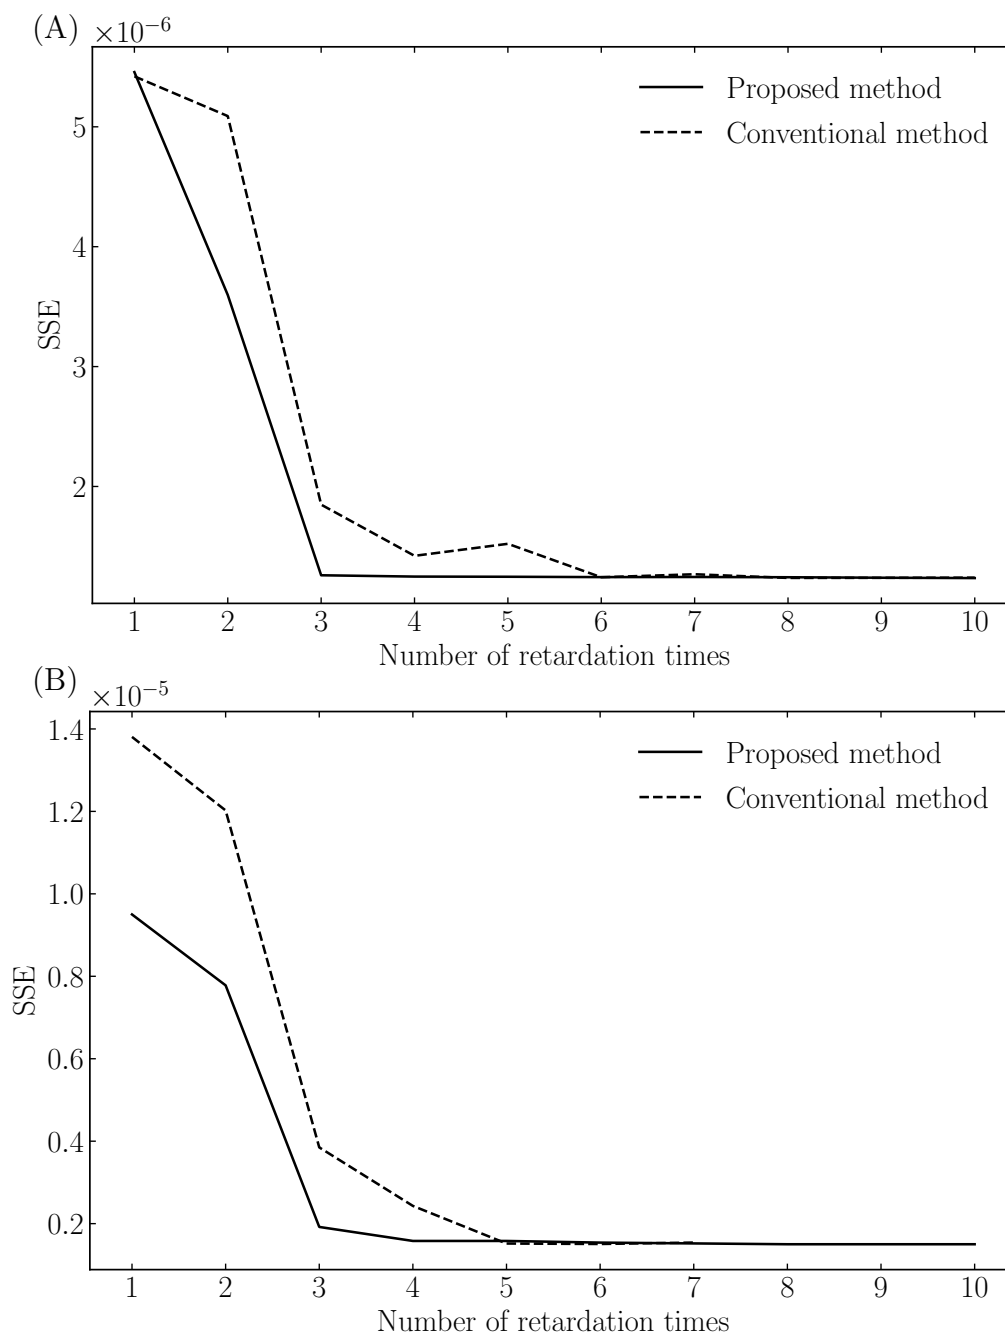 (A)
×10⁻⁶
Proposed method
Conventional method
5
4
3
2
SSE
1 2 3 4 5 6 7 8 9 10
Number of retardation times
(B)
×10⁻⁵
1.4
1.2
1.0
0.8
0.6
0.4
0.2
Proposed method
Conventional method
SSE
1 2 3 4 5 6 7 8 9 10
Number of retardation times